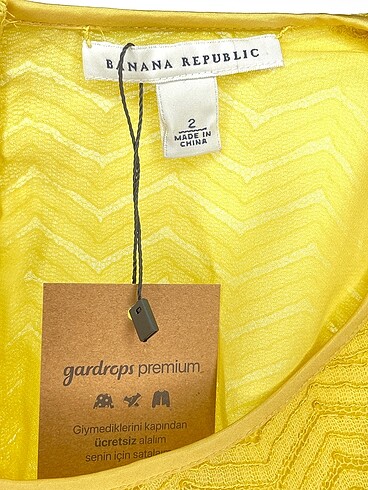 BANANA REPUBLIC
2
MADE IN
CHINA
gardrops premium
Giymediklerini kapından
ücretsiz alalım
senin için satalım